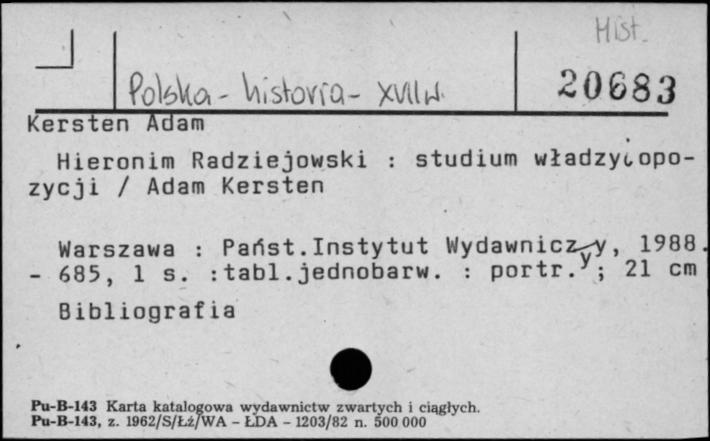 Hist.
Polska - historia - XVII w.
20683
Kersten Adam
Hieronim Radziejowski : studium władzy i opo-
zycji / Adam Kersten
Warszawa : Państ.Instytut Wydawniczy, 1988.
- 685, 1 s. :tabl.jednobarw. : portr. ; 21 cm
Bibliografia
Pu-B-143 Karta katalogowa wydawnictw zwartych i ciągłych.
Pu-B-143, z. 1962/S/Łź/WA - ŁDA - 1203/82 n. 500 000